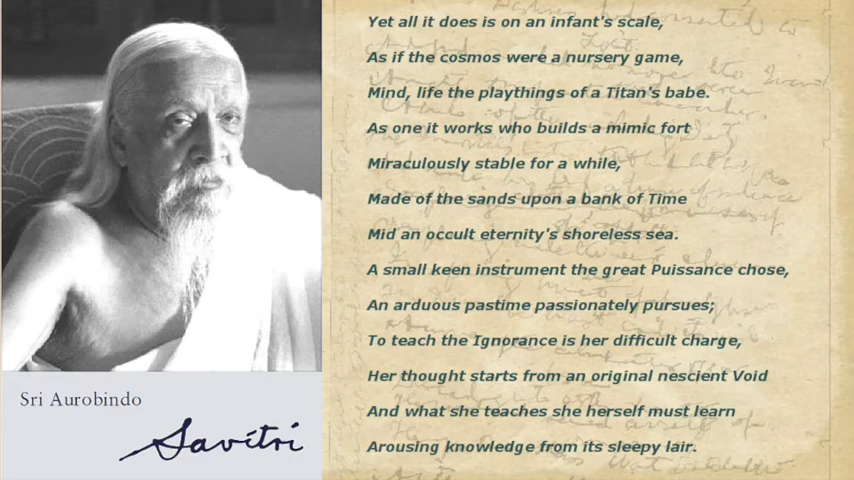 Yet all it does is on an infant's scale,
As if the cosmos were a nursery game,
Mind, life the playthings of a Titan's babe.
As one it works who builds a mimic fort
Miraculously stable for a while,
Made of the sands upon a bank of Time
Mid an occult eternity's shoreless sea.
A small keen instrument the great Puissance chose,
An arduous pastime passionately pursues;
To teach the Ignorance is her difficult charge,
Her thought starts from an original nescient Void
And what she teaches she herself must learn
Arousing knowledge from its sleepy lair.
Sri Aurobindo
Savitri